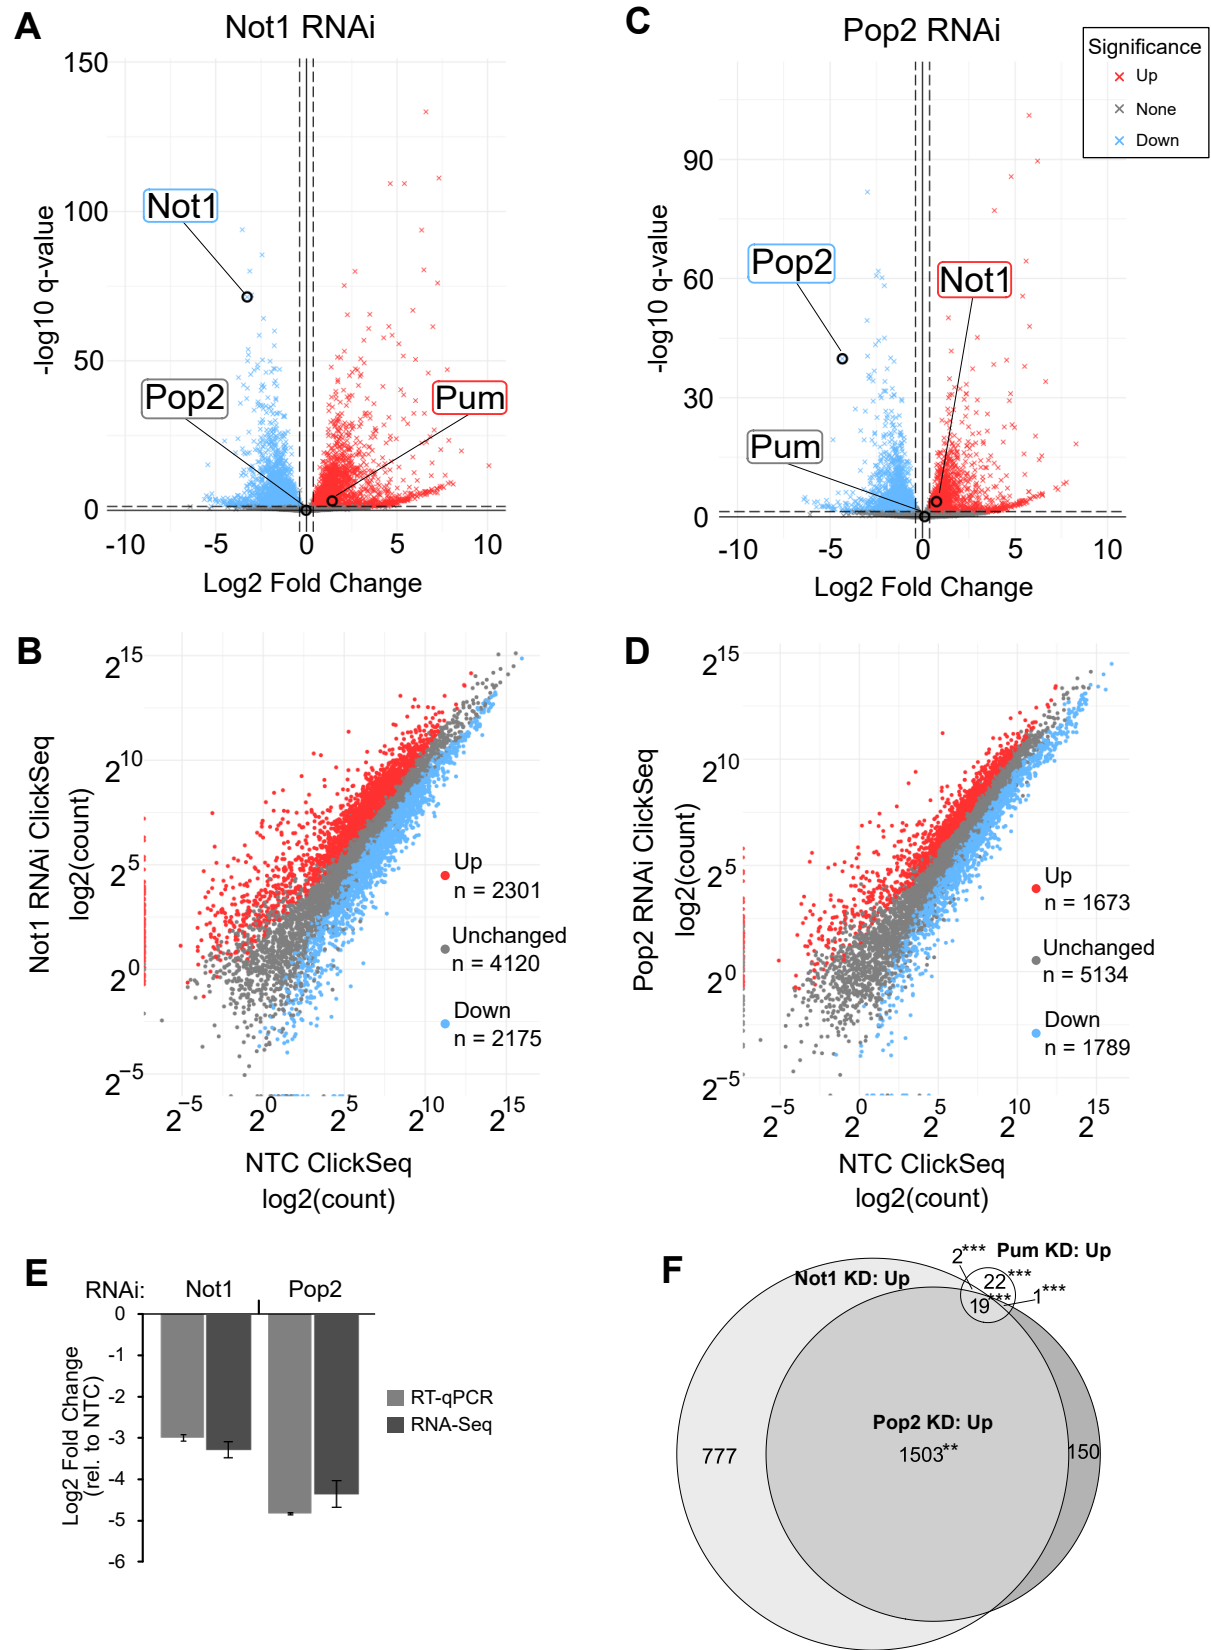 A
Not1 RNAi
150
100
50
0
-log10 q-value
Not1
Pop2
Pum
-10 -5 0 5 10
Log2 Fold Change
C
Pop2 RNAi
Significance
Up
None
Down
90
60
30
0
-log10 q-value
Pop2
Not1
Pum
-10 -5 0 5 10
Log2 Fold Change
B
2^15
2^10
2^5
2^0
2^−5
Not1 RNAi ClickSeq
log2(count)
Up
n = 2301
Unchanged
n = 4120
Down
n = 2175
2^−5 2^0 2^5 2^10 2^15
NTC ClickSeq
log2(count)
D
2^15
2^10
2^5
2^0
2^−5
Pop2 RNAi ClickSeq
log2(count)
Up
n = 1673
Unchanged
n = 5134
Down
n = 1789
2^−5 2^0 2^5 2^10 2^15
NTC ClickSeq
log2(count)
E
RNAi: Not1 Pop2
0
-1
-2
-3
-4
-5
-6
Log2 Fold Change
(rel. to NTC)
RT-qPCR
RNA-Seq
F
2*** Pum KD: Up
Not1 KD: Up
22***
19***
1***
Pop2 KD: Up
1503**
777
150